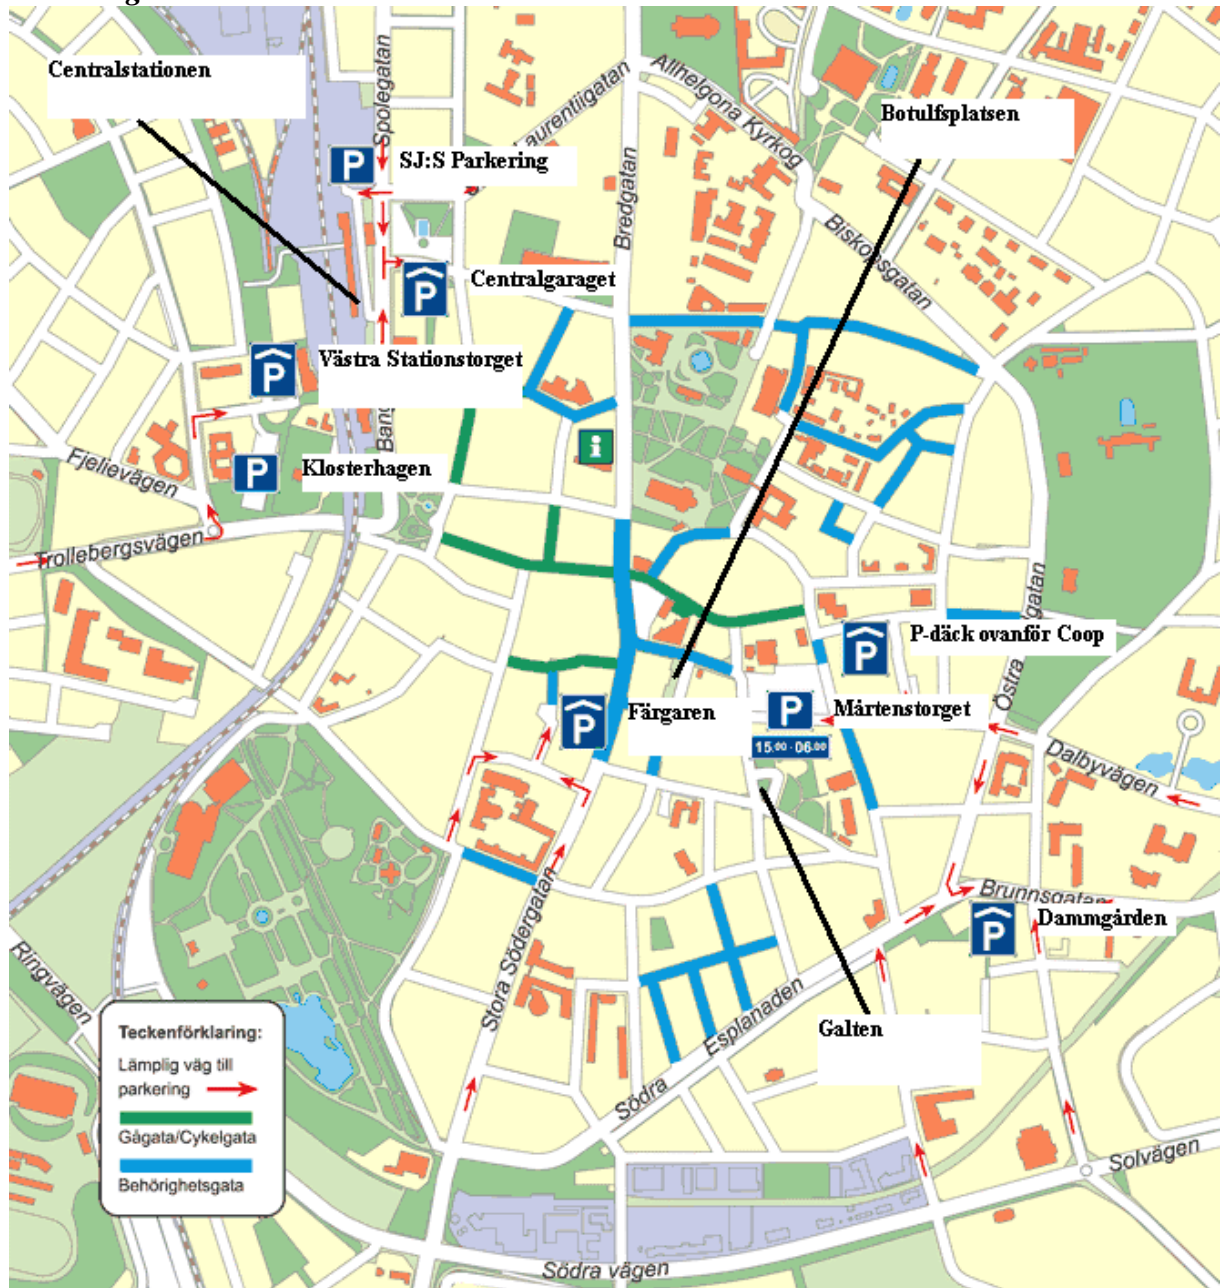 Centralstationen
Botulfsplatsen
Allhelgona Kyrkog
Laurentiigatan
Spolegatan
P
SJ:S Parkering
Bredgatan
Biskopsgatan
P
Centralgaraget
Västra Stationstorget
P
i
Fjelievägen
P
Klosterhagen
Trollebergsvägen
P
P-däck ovanför Coop
Östra
gatan
P
Färgaren
P
Mårtenstorget
15.00 - 06.00
Dalbyvägen
Brunnsgatan
P
Dammgården
Stora Södergatan
Ringvägen
Södra Esplanaden
Galten
Teckenförklaring:
Lämplig väg till
parkering
Gågata/Cykelgata
Behörighetsgata
Solvägen
Södra vägen